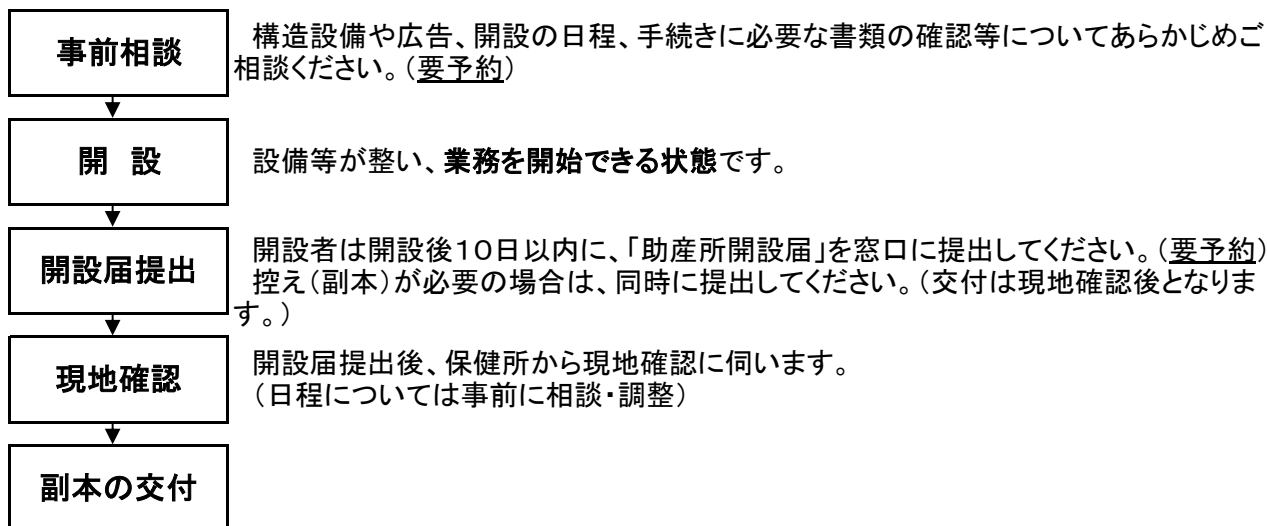 事前相談
構造設備や広告、開設の日程、手続きに必要な書類の確認等についてあらかじめご
相談ください。（要予約）
開　設
設備等が整い、業務を開始できる状態です。
開設届提出
開設者は開設後１０日以内に、「助産所開設届」を窓口に提出してください。（要予約）
控え（副本）が必要の場合は、同時に提出してください。（交付は現地確認後となりま
す。）
現地確認
開設届提出後、保健所から現地確認に伺います。
（日程については事前に相談・調整）
副本の交付